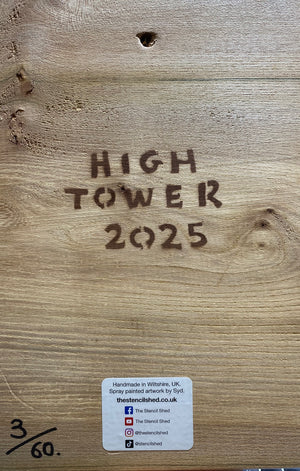 HIGH
TOWER
2025
Handmade in Wiltshire, UK.
Spray painted artwork by Syd.
thestencilshed.co.uk
The Stencil Shed
The Stencil Shed
@thestencilshed
@stencilshed
3/60.